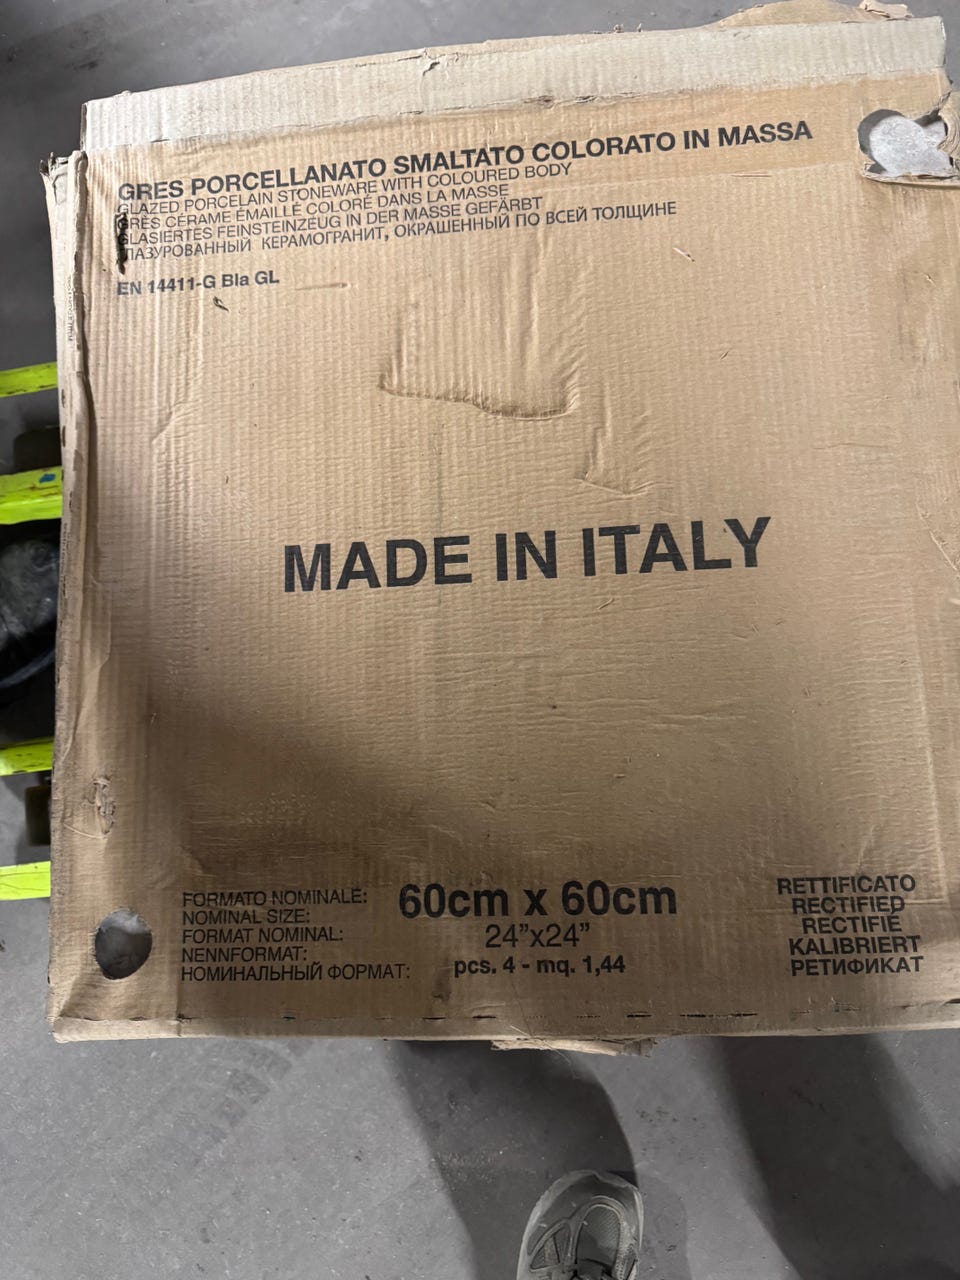 GRES PORCELLANATO SMALTATO COLORATO IN MASSA
GLAZED PORCELAIN STONEWARE WITH COLOURED BODY
GRÈS CÉRAME ÉMAILLÉ COLORÉ DANS LA MASSE
GLASIERTES FEINSTEINZEUG IN DER MASSE GEFÄRBT
ЛАЗУРОВАННЫЙ КЕРАМОГРАНИТ, ОКРАШЕННЫЙ ПО ВСЕЙ ТОЛЩИНЕ
EN 14411-G BIa GL
MADE IN ITALY
FORMATO NOMINALE: 60cm x 60cm
NOMINAL SIZE:
FORMAT NOMINAL: 24"x24"
NENNFORMAT:
НОМИНАЛЬНЫЙ ФОРМАТ: pcs. 4 - mq. 1,44
RETTIFICATO
RECTIFIED
RECTIFIÉ
KALIBRIERT
РЕТИФИКАТ